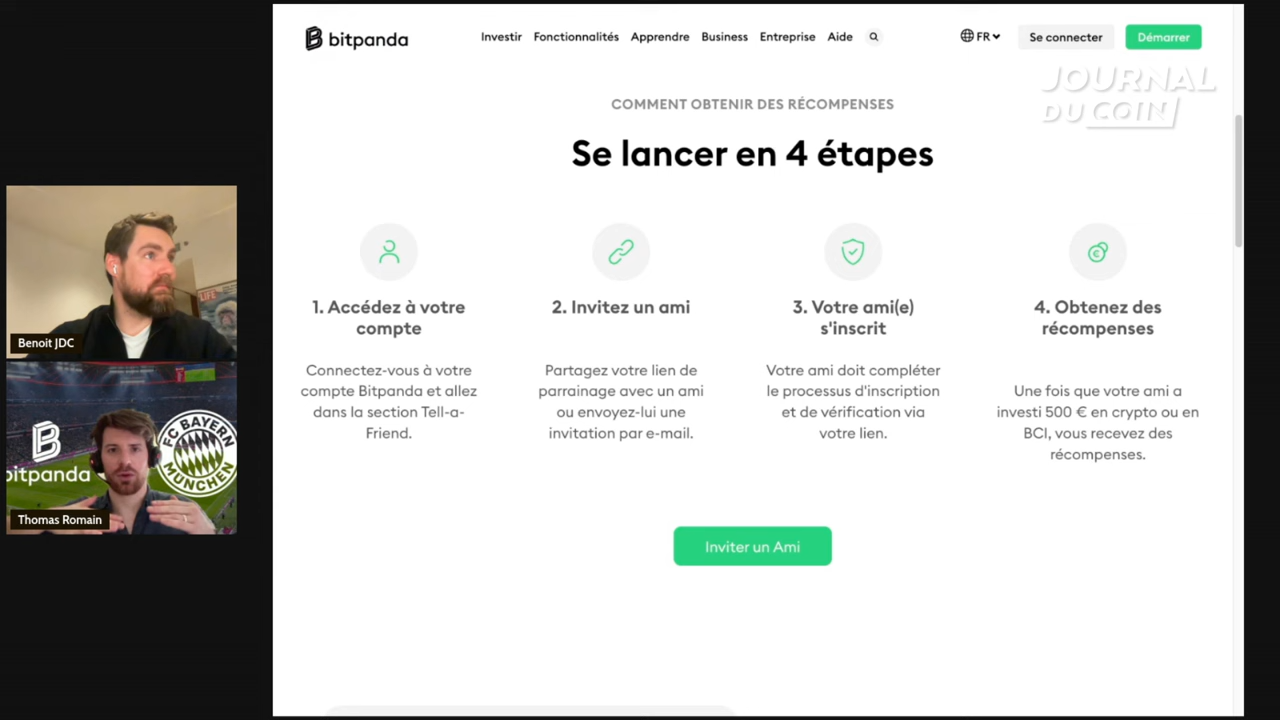 bitpanda
Investir Fonctionnalités Apprendre Business Entreprise Aide
FR
Se connecter
Démarrer
JOURNAL
DU COIN
COMMENT OBTENIR DES RÉCOMPENSES
Se lancer en 4 étapes
1. Accédez à votre
compte
Connectez-vous à votre
compte Bitpanda et allez
dans la section Tell-a-
Friend.
2. Invitez un ami
Partagez votre lien de
parrainage avec un ami
ou envoyez-lui une
invitation par e-mail.
3. Votre ami(e)
s'inscrit
Votre ami doit compléter
le processus d'inscription
et de vérification via
votre lien.
4. Obtenez des
récompenses
Une fois que votre ami a
investi 500 € en crypto ou en
BCI, vous recevez des
récompenses.
Inviter un Ami
LIFE
Benoit JDC
bitpanda
FC BAYERN
MÜNCHEN
Thomas Romain